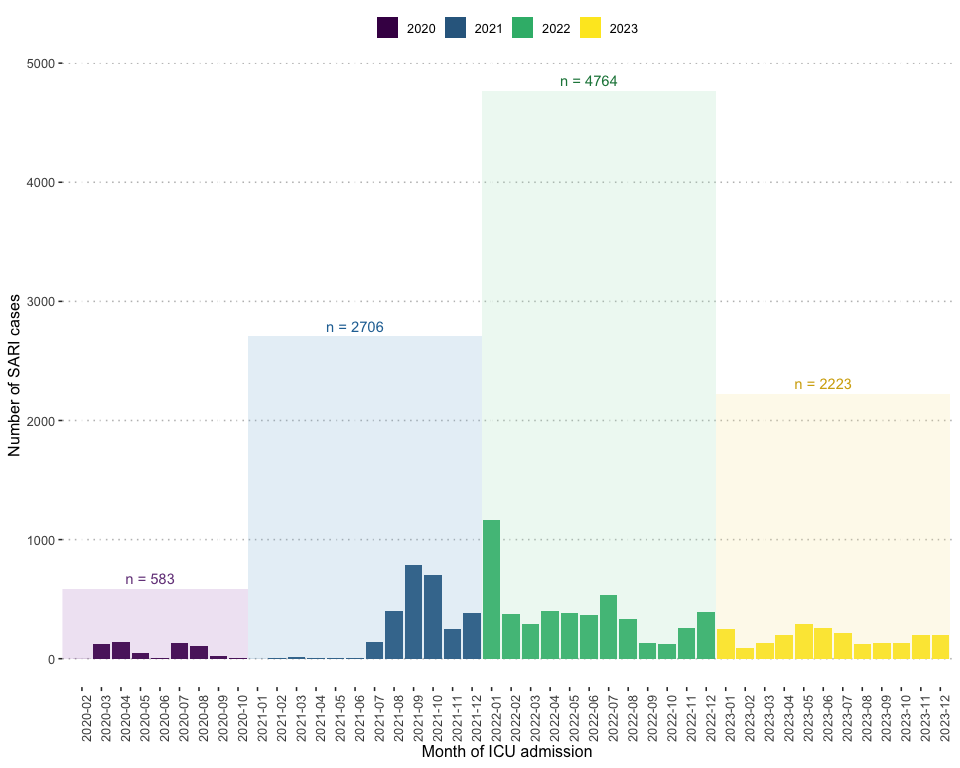 2020 2021 2022 2023
5000
n = 4764
4000
3000
n = 2706
n = 2223
2000
1000
n = 583
0
Number of SARI cases
2020-02 2020-03 2020-04 2020-05 2020-06 2020-07 2020-08 2020-09 2020-10 2021-01 2021-02 2021-03 2021-04 2021-05 2021-06 2021-07 2021-08 2021-09 2021-10 2021-11 2021-12 2022-01 2022-02 2022-03 2022-04 2022-05 2022-06 2022-07 2022-08 2022-09 2022-10 2022-11 2022-12 2023-01 2023-02 2023-03 2023-04 2023-05 2023-06 2023-07 2023-08 2023-09 2023-10 2023-11 2023-12
Month of ICU admission